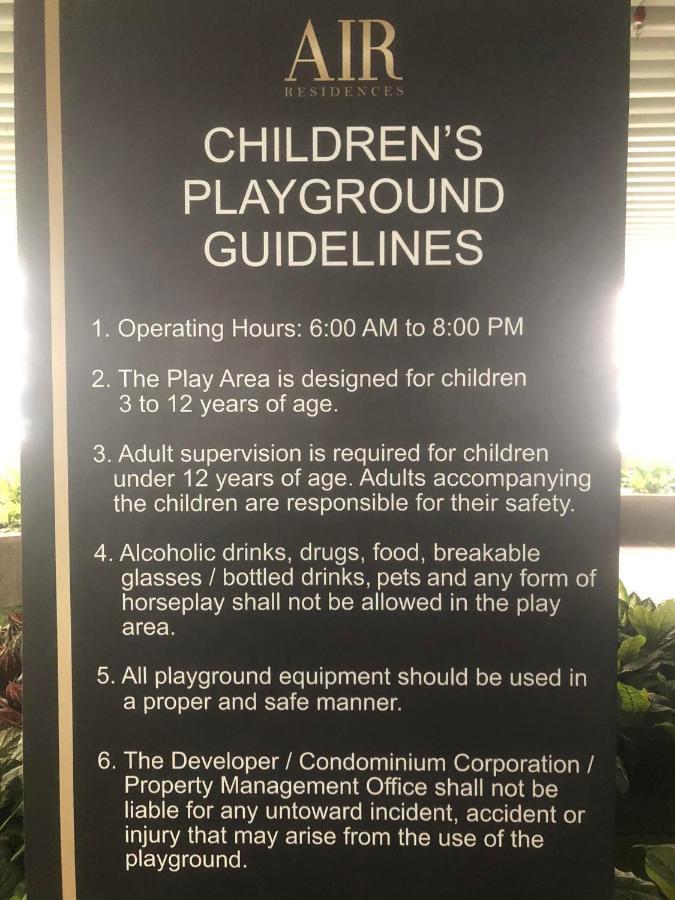 AIR
RESIDENCES
CHILDREN'S
PLAYGROUND
GUIDELINES
1. Operating Hours: 6:00 AM to 8:00 PM
2. The Play Area is designed for children
3 to 12 years of age.
3. Adult supervision is required for children
under 12 years of age. Adults accompanying
the children are responsible for their safety.
4. Alcoholic drinks, drugs, food, breakable
glasses / bottled drinks, pets and any form of
horseplay shall not be allowed in the play
area.
5. All playground equipment should be used in
a proper and safe manner.
6. The Developer / Condominium Corporation /
Property Management Office shall not be
liable for any untoward incident, accident or
injury that may arise from the use of the
playground.